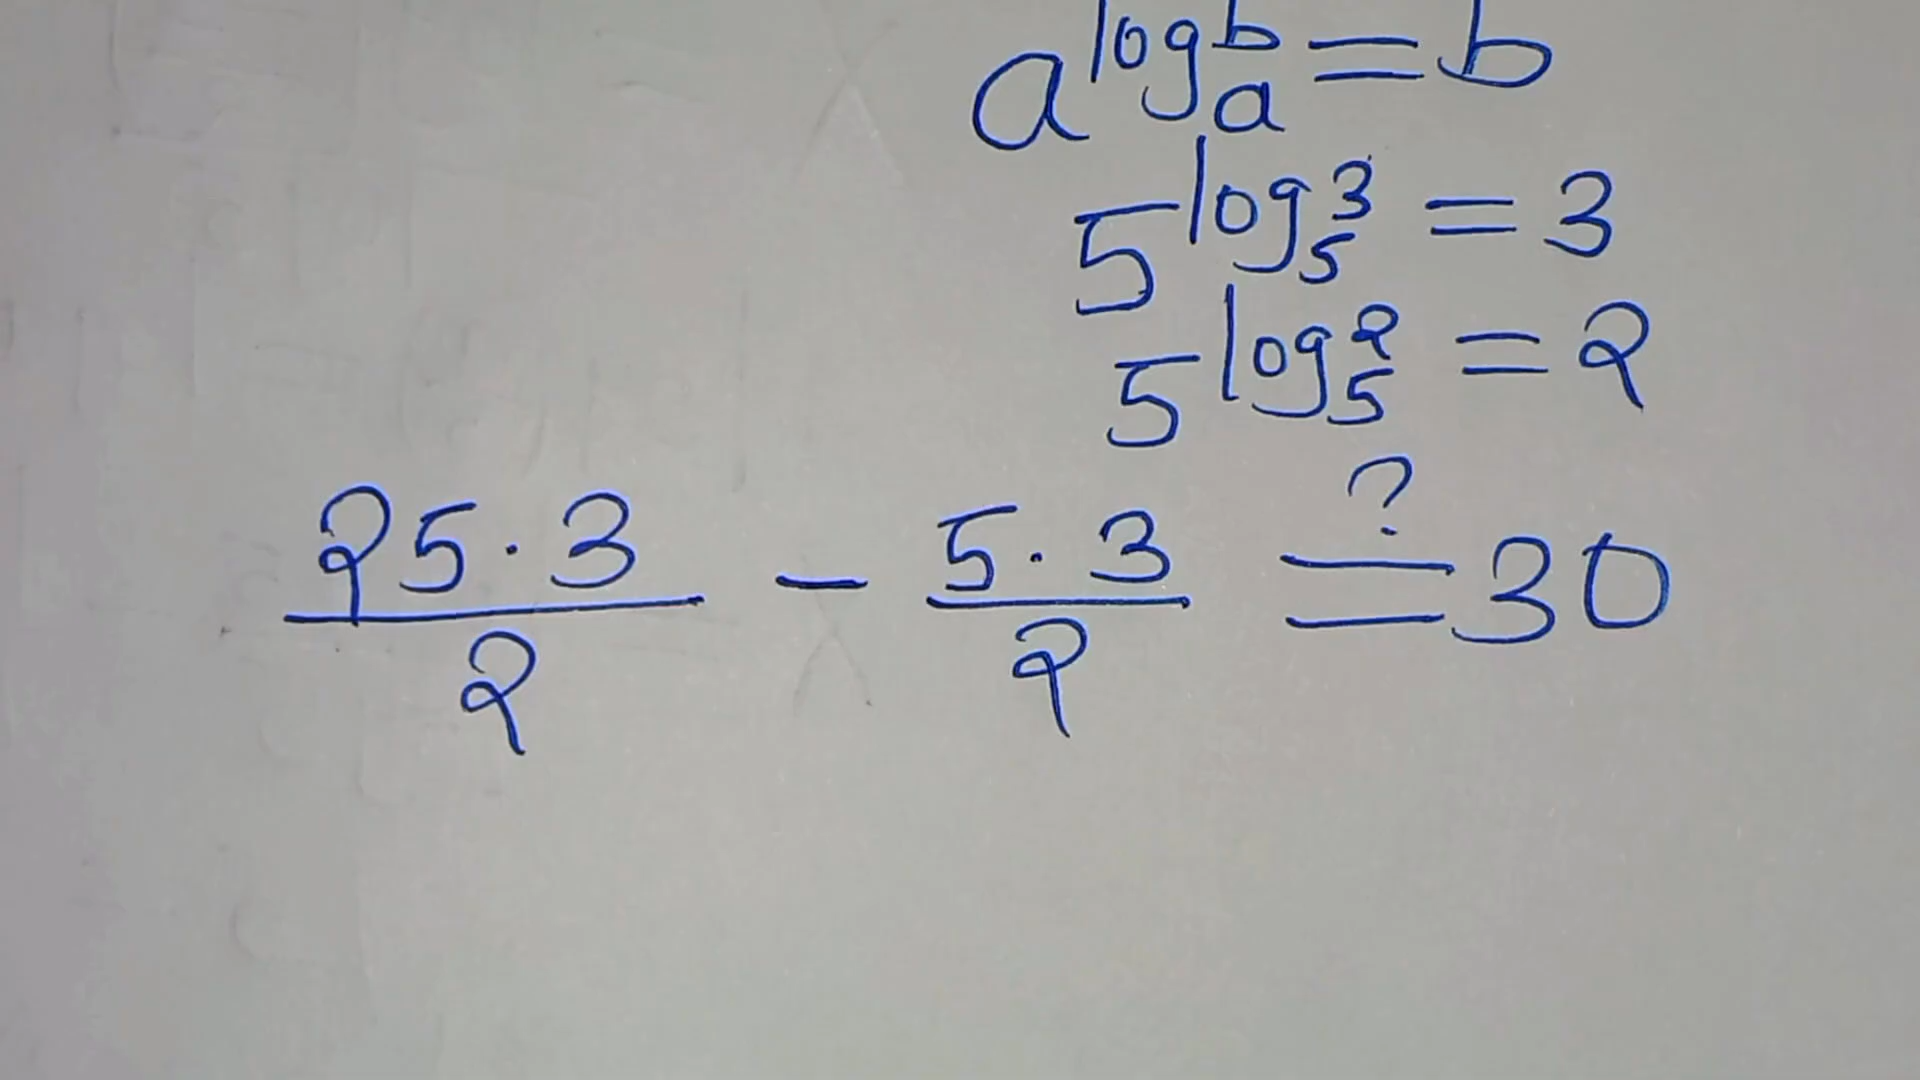 a^log_a b = b
5^log_5 3 = 3
5^log_5 2 = 2
25·3/2 - 5·3/2 =? 30